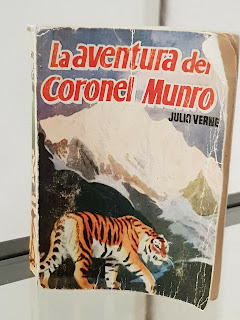 La aventura del
Coronel Munro
JULIO VERNE